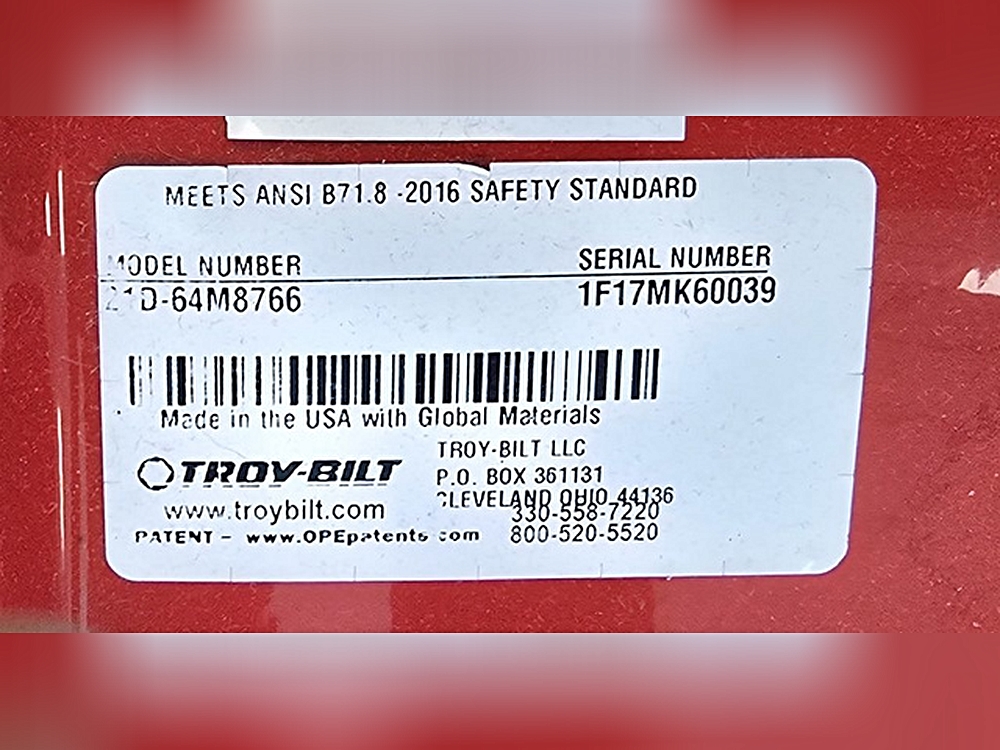 MEETS ANSI B71.8 -2016 SAFETY STANDARD
MODEL NUMBER
21D-64M8766
SERIAL NUMBER
1F17MK60039
Made in the USA with Global Materials
TROY-BILT
www.troybilt.com
PATENT - www.OPEpatents.com
TROY-BILT LLC
P.O. BOX 361131
CLEVELAND OHIO 44136
330-558-7220
800-520-5520